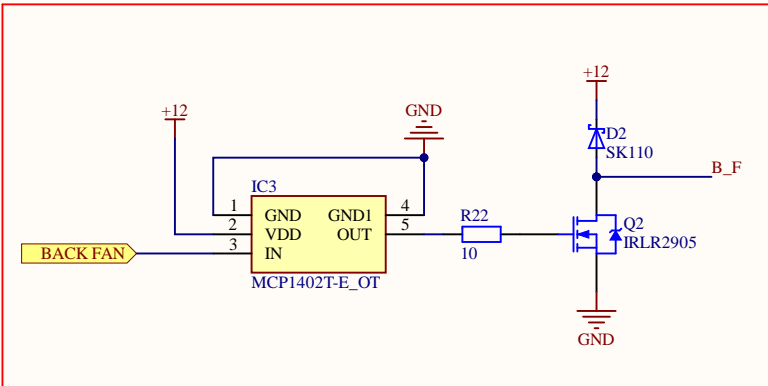 +12
+12
GND
D2
SK110
B_F
IC3
1 GND GND1 4
2 VDD OUT 5
3 IN
R22
10
Q2
IRLR2905
BACK FAN
MCP1402T-E_OT
GND